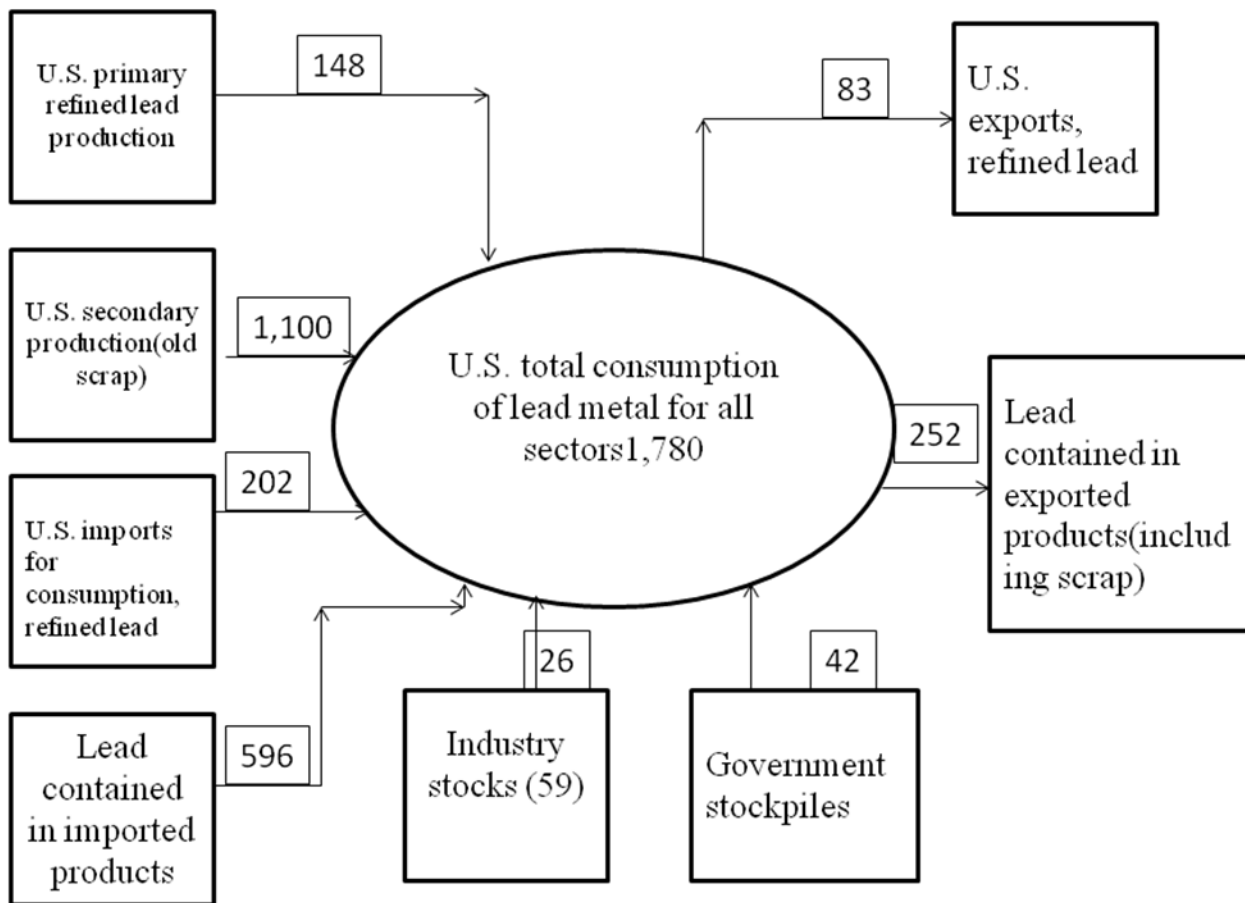 U.S. primary
refined lead
production
148
83
U.S.
exports,
refined lead
U.S. secondary
production(old
scrap)
1,100
U.S. total consumption
of lead metal for all
sectors1,780
252
Lead
contained in
exported
products(includ
ing scrap)
202
U.S. imports
for
consumption,
refined lead
596
Lead
contained
in imported
products
26
Industry
stocks (59)
42
Government
stockpiles